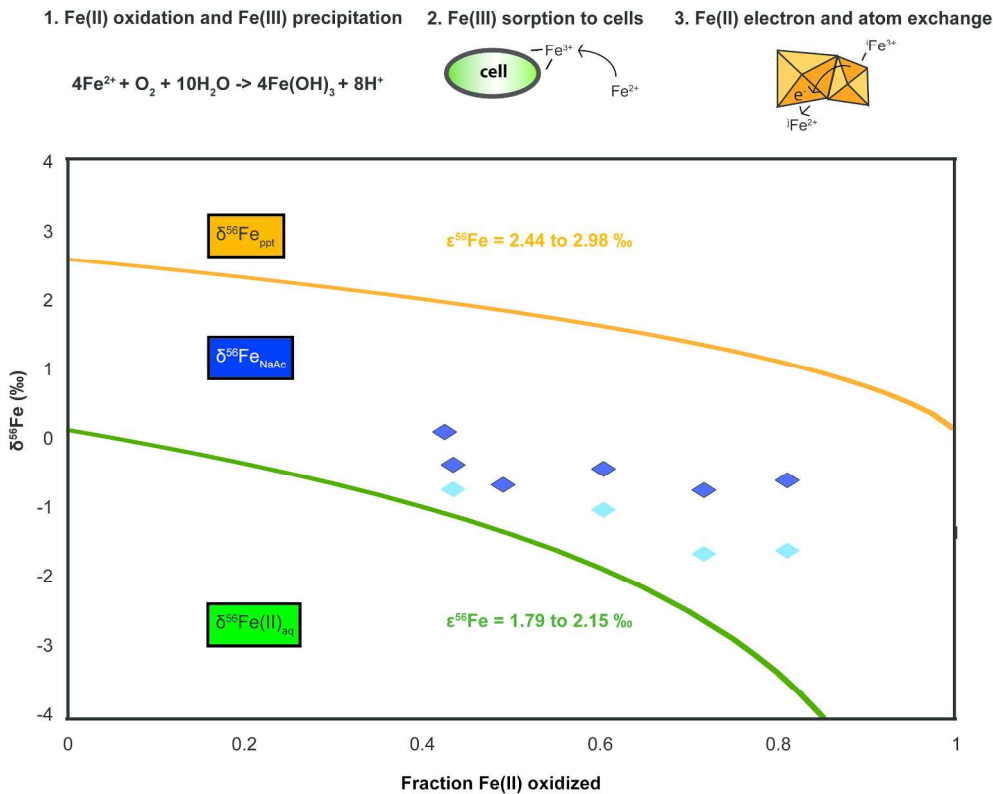 1. Fe(II) oxidation and Fe(III) precipitation
2. Fe(III) sorption to cells
3. Fe(II) electron and atom exchange
4Fe²⁺ + O₂ + 10H₂O -> 4Fe(OH)₃ + 8H⁺
cell
Fe³⁺
Fe²⁺
ⁱFe³⁺
e⁻
ʲFe²⁺
4
3
2
1
0
-1
-2
-3
-4
δ⁵⁶Fe (‰)
δ⁵⁶Feppt
ε⁵⁶Fe = 2.44 to 2.98 ‰
δ⁵⁶FeNaAc
δ⁵⁶Fe(II)aq
ε⁵⁶Fe = 1.79 to 2.15 ‰
0 0.2 0.4 0.6 0.8 1
Fraction Fe(II) oxidized